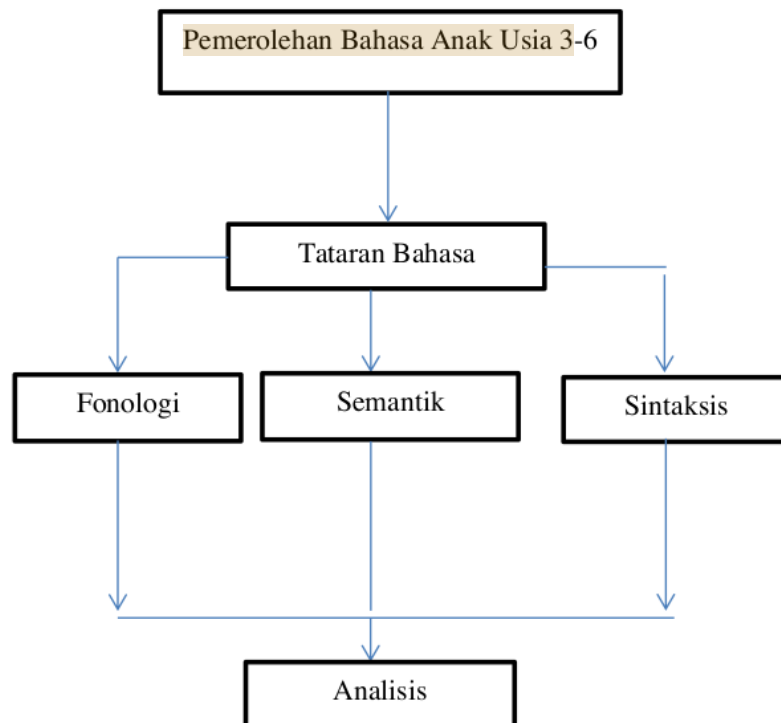 Pemerolehan Bahasa Anak Usia 3-6
Tataran Bahasa
Fonologi
Semantik
Sintaksis
Analisis